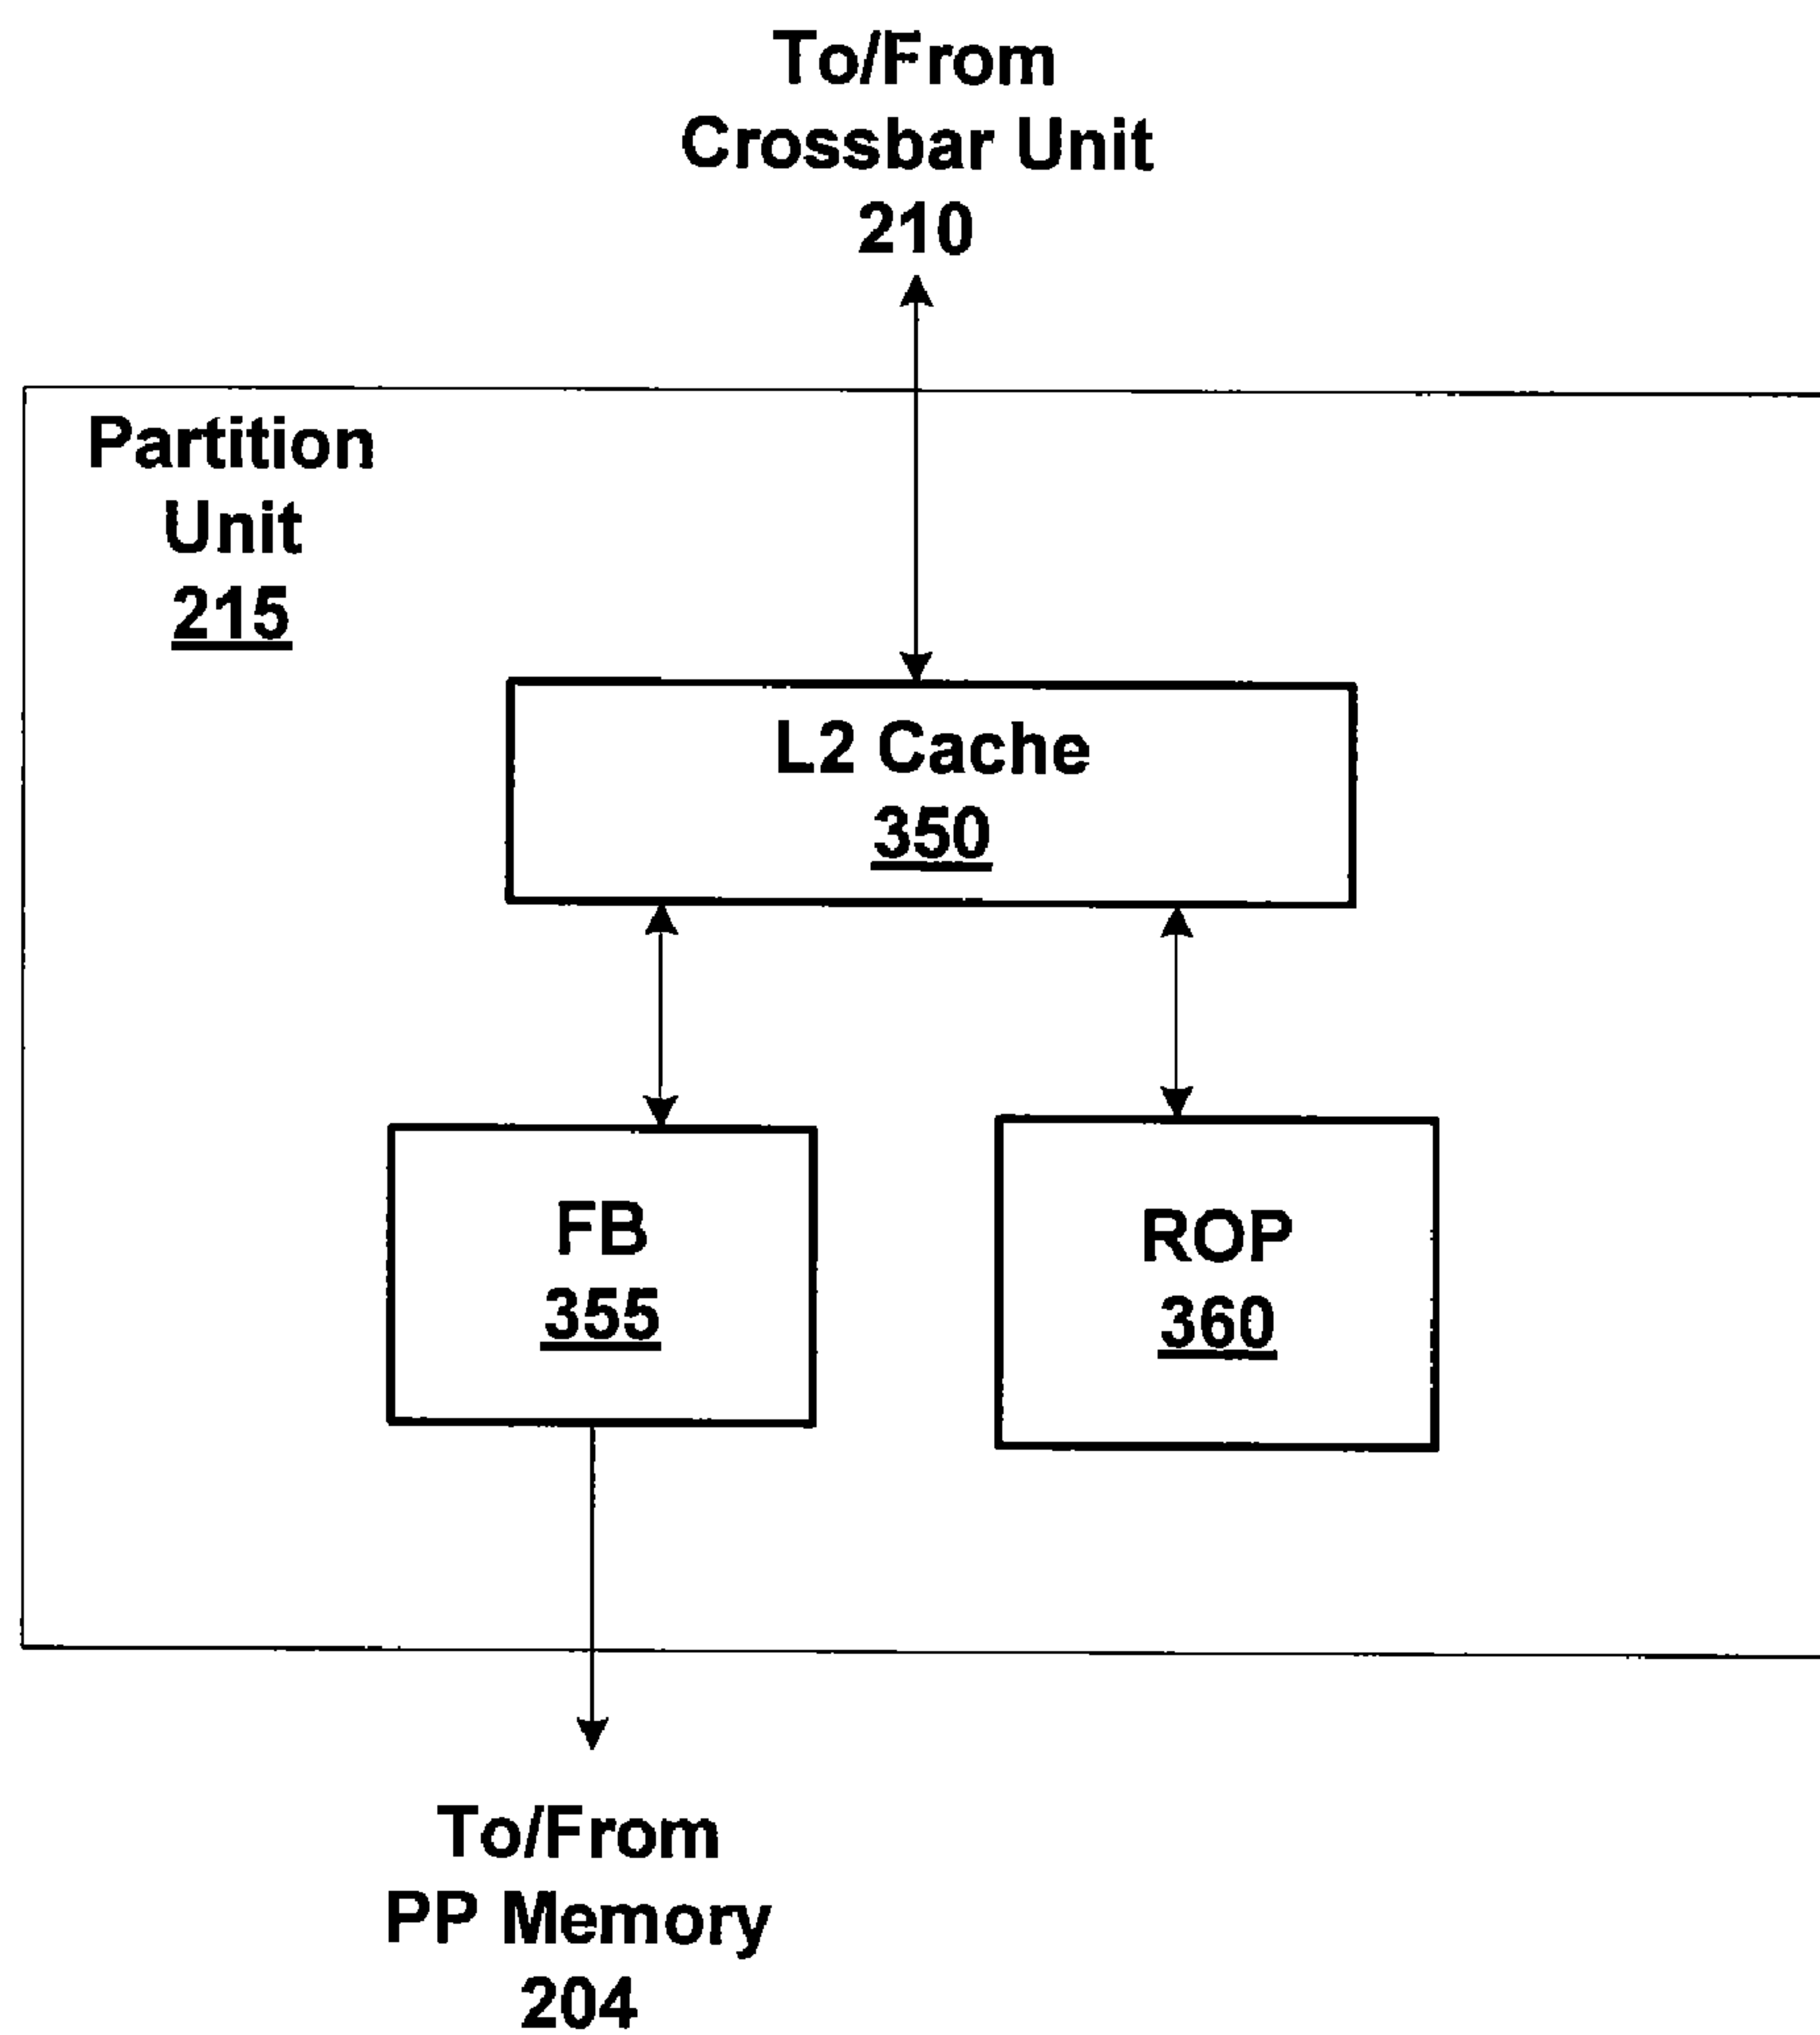 To/From
Crossbar Unit
210
Partition
Unit
215
L2 Cache
350
FB
355
ROP
360
To/From
PP Memory
204